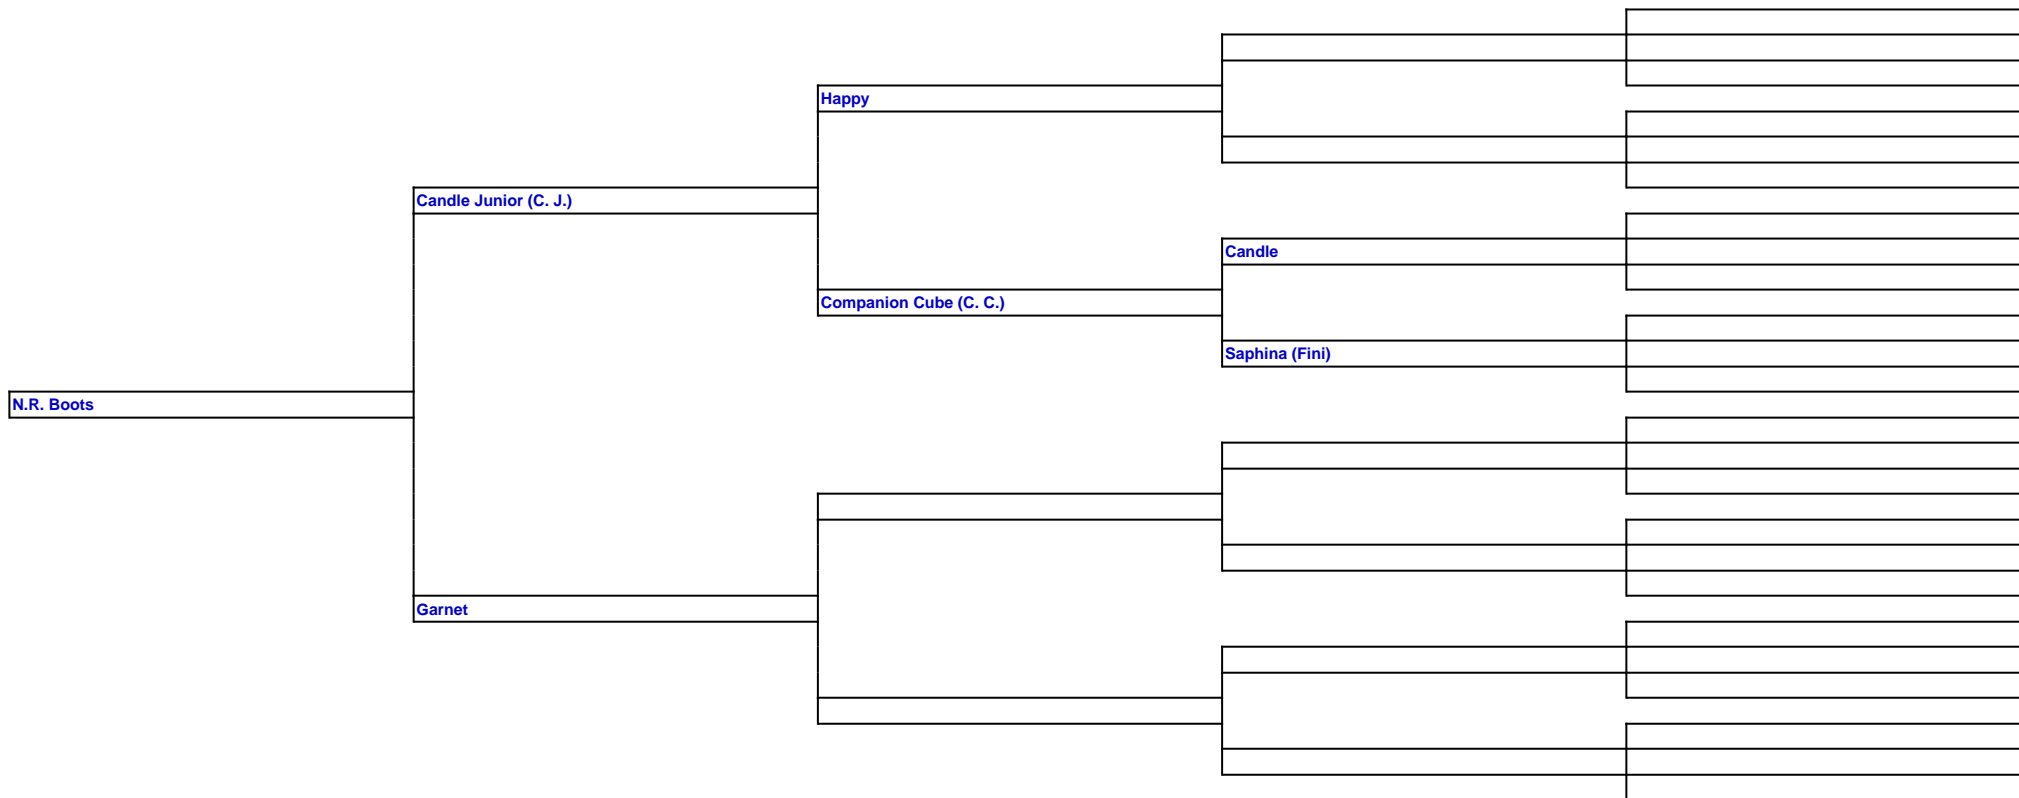 Happy
Candle Junior (C. J.)
Candle
Companion Cube (C. C.)
Saphina (Fini)
N.R. Boots
Garnet